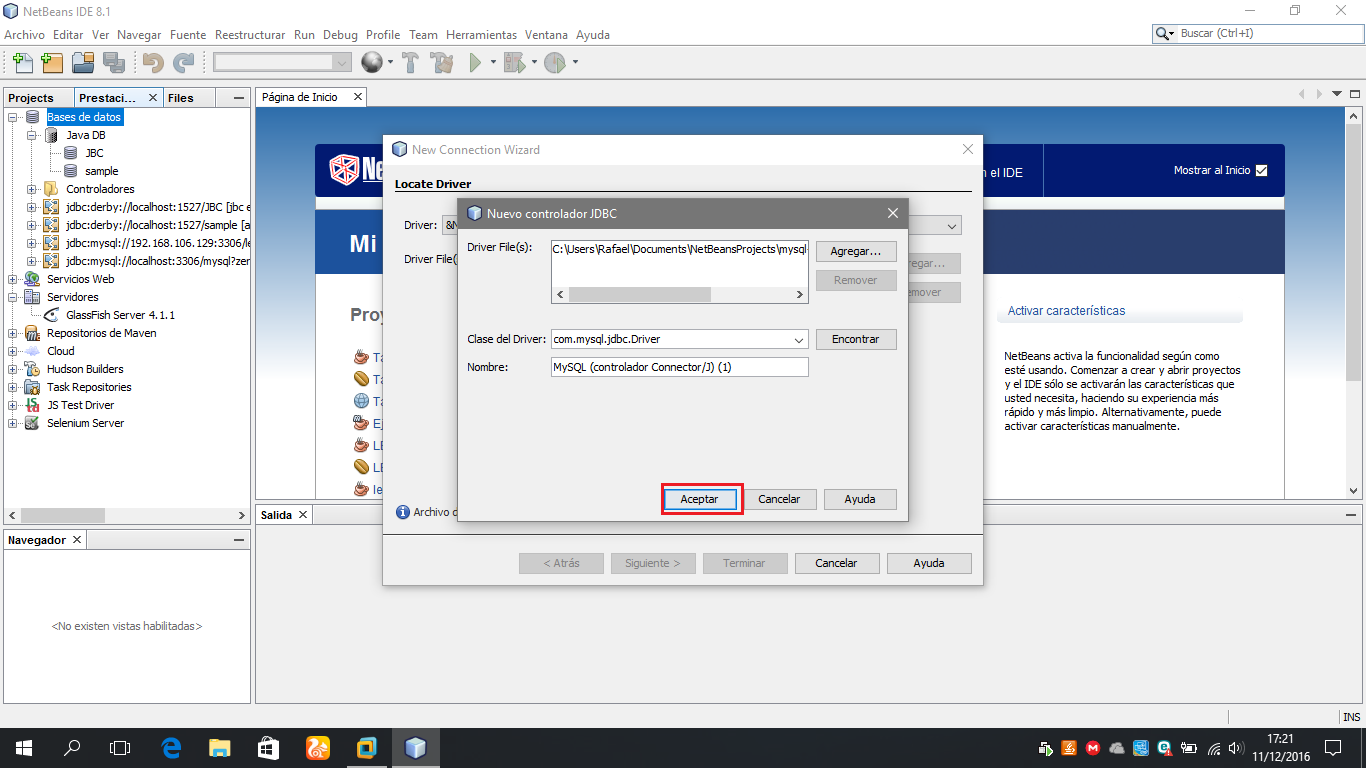 NetBeans IDE 8.1
Archivo Editar Ver Navegar Fuente Reestructurar Run Debug Profile Team Herramientas Ventana Ayuda
Buscar (Ctrl+I)
Projects Prestaci... Files
Página de Inicio
Bases de datos
Java DB
JBC
sample
Controladores
jdbc:derby://localhost:1527/JBC [jbc e
jdbc:derby://localhost:1527/sample [a
jdbc:mysql://192.168.106.129:3306/le
jdbc:mysql://localhost:3306/mysql?zer
Servicios Web
Servidores
GlassFish Server 4.1.1
Repositorios de Maven
Cloud
Hudson Builders
Task Repositories
JS Test Driver
Selenium Server
Navegador
<No existen vistas habilitadas>
Mi
Proy
n el IDE
Mostrar al Inicio
Activar características
NetBeans activa la funcionalidad según como
esté usando. Comenzar a crear y abrir proyectos
y el IDE sólo se activarán las características que
usted necesita, haciendo su experiencia más
rápido y más limpio. Alternativamente, puede
activar características manualmente.
New Connection Wizard
Locate Driver
Driver: &N
Driver File(
regar...
mover
Archivo d
< Atrás Siguiente > Terminar Cancelar Ayuda
Nuevo controlador JDBC
Driver File(s): C:\Users\Rafael\Documents\NetBeansProjects\mysql- Agregar...
Remover
Clase del Driver: com.mysql.jdbc.Driver Encontrar
Nombre: MySQL (controlador Connector/J) (1)
Aceptar Cancelar Ayuda
Salida
INS
17:21
11/12/2016